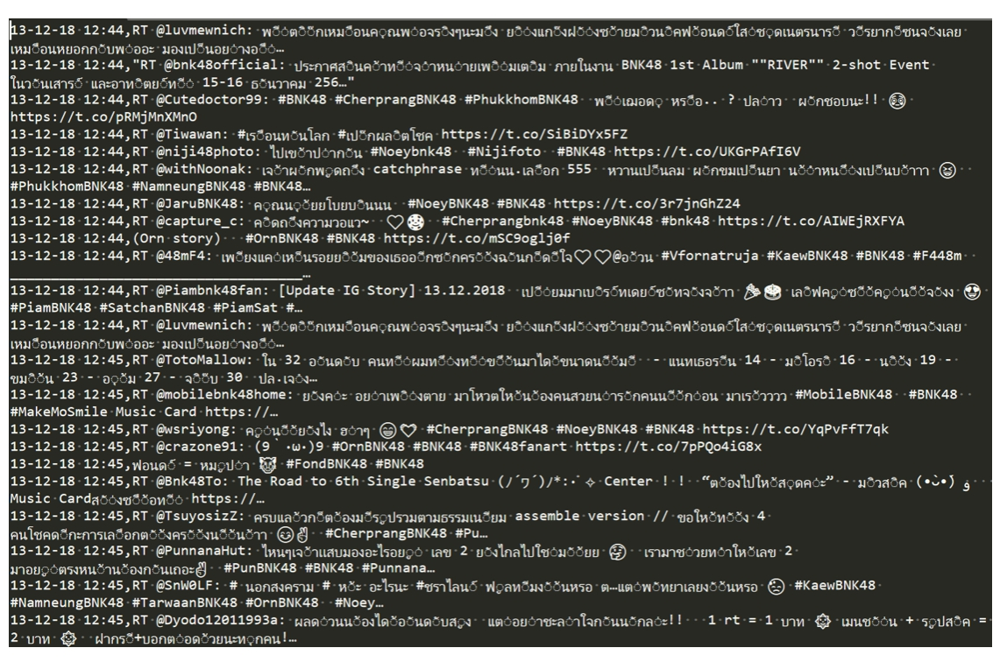 13-12-18 12:44,RT @luvmewnich: พี่ตี๋กเหมือนคุณพ่อจริงๆนะมึง ยิ่งแก๊งฝั่งซ้ายมิวนิคฟ้อนด์ใส่ชุดเนตรนารี วีรยากชีนจังเลย
เหมือนหยอกกับพ่ออะ มองเป็นอย่างอื่…
13-12-18 12:44,"RT @bnk48official: ประกาศสินค้าที่จำหน่ายเพิ่มเติม ภายในงาน BNK48 1st Album ""RIVER"" 2-shot Event
ในวันเสาร์ และอาทิตย์ที่ 15-16 ธันวาคม 256…"
13-12-18 12:44,RT @Cutedoctor99: #BNK48 #CherprangBNK48 #PhukkhomBNK48 พี่เฌอดุ หรือ.. ? ปล่าว ผักชอบนะ!! 😳
https://t.co/pRMjMnXMnO
13-12-18 12:44,RT @Tiwawan: #เรือนทันโลก #เป๊กผลิตโชค https://t.co/SiBiDYx5FZ
13-12-18 12:44,RT @niji48photo: ไปเข้าป่ากัน #Noeybnk48 #Nijifoto #BNK48 https://t.co/UKGrPAfI6V
13-12-18 12:44,RT @withNoonak: เจ้าผักพูดถึง catchphrase ที่นน.เลือก 555 หวานเป็นลม ผักขมเป็นยา น้ำหนึ่งเป็นบ้าาา 😆
#PhukkhomBNK48 #NamneungBNK48 #BNK48…
13-12-18 12:44,RT @JaruBNK48: คุณนุ้ยยโบยบินนน #NoeyBNK48 #BNK48 https://t.co/3r7jnGhZ24
13-12-18 12:44,RT @capture_c: คิดถึงความวอแว~ ♡ #Cherprangbnk48 #NoeyBNK48 #bnk48 https://t.co/AIWEjRXFYA
13-12-18 12:44,(Orn story) #OrnBNK48 #BNK48 https://t.co/mSC9oglj0f
13-12-18 12:44,RT @48mF4: เพียงแค่เห็นรอยยิ้มของเธออีกซักครั้งฉันก็ดีใจ♡♡@อ้วน #Vfornatruja #KaewBNK48 #BNK48 #F448m
____________________…
13-12-18 12:44,RT @Piambnk48fan: [Update IG Story] 13.12.2018 เปี่ยมมาเบิร์ทเดย์ซัทจังจ้าา 🎉🎂 เลิฟคู่ซี้คู่นี้จังง 😍
#PiamBNK48 #SatchanBNK48 #PiamSat #…
13-12-18 12:44,RT @luvmewnich: พี่ตี๋กเหมือนคุณพ่อจริงๆนะมึง ยิ่งแก๊งฝั่งซ้ายมิวนิคฟ้อนด์ใส่ชุดเนตรนารี วีรยากชีนจังเลย
เหมือนหยอกกับพ่ออะ มองเป็นอย่างอื่…
13-12-18 12:45,RT @TotoMallow: ใน 32 อันดับ คนที่ผมทิ่งที่ขึ้นมาได้ขนาดนี้มี - แนทเธอรีน 14 - มิโอริ 16 - นิ้ง 19 -
ขมิ้น 23 - อุ้ม 27 - จิ๊บ 30 ปล.เจ๋ง…
13-12-18 12:45,RT @mobilebnk48home: ยังค่ะ อย่าเพิ่งตาย มาโหวตให้น้องคนสวยน่ารักคนนี้ก่อน มาเร้วววว #MobileBNK48 #BNK48
#MakeMoSmile Music Card https://…
13-12-18 12:45,RT @wsriyong: คู่นี้ยังไง ฮ่าๆ 😁♡ #CherprangBNK48 #NoeyBNK48 #BNK48 https://t.co/YqPvFfT7qk
13-12-18 12:45,RT @crazone91: (9｀･ω･)9 #OrnBNK48 #BNK48 #BNK48fanart https://t.co/7pPQo4iG8x
13-12-18 12:45,ฟอนด์ = หมูป่า 🐷 #FondBNK48 #BNK48
13-12-18 12:45,RT @Bnk48To: The Road to 6th Single Senbatsu (ﾉ´ヮ´)ﾉ*:･ﾟ✧ Center ! ! “ต้องไปให้สุดค่ะ” - มิวสิค (•̀ᴗ•́)و
Music Cardสั่งซื้อที่ https://…
13-12-18 12:45,RT @TsuyosizZ: ครบแล้วก็ต้องมีรูปรวมตามธรรมเนียม assemble version // ขอให้ทั้ง 4
คนโชคดีกะการเลือกตั้งครั้งนี้น้าา 😊✌ #CherprangBNK48 #Pu…
13-12-18 12:45,RT @PunnanaHut: ไหนๆเจ้าแสบมองอะไรอยู่ เลข 2 ยังไกลไปใช่มั้ยย 🤔 เรามาช่วยทำให้เลข 2
มาอยู่ตรงหน้าน้องกันเถอะ✌ #PunBNK48 #BNK48 #Punnana…
13-12-18 12:45,RT @SnW0LF: # นอกสงคราม # ห๊ะ อะไรนะ #ชราไลน์ ฟูลทีมงั้นหรอ ต…แต่พัทยาเลยงั้นหรอ #KaewBNK48
#NamneungBNK48 #TarwaanBNK48 #OrnBNK48 #Noey…
13-12-18 12:45,RT @Dyodo12011993a: ผลด่วนน้องได้อันดับสูง แต่อย่าชะล่าใจกันนักล่ะ!! 1 rt = 1 บาท เมนชั่น + รูปสติค =
2 บาท ฝากรี+บอกต่อด้วยนะทุกคน!…